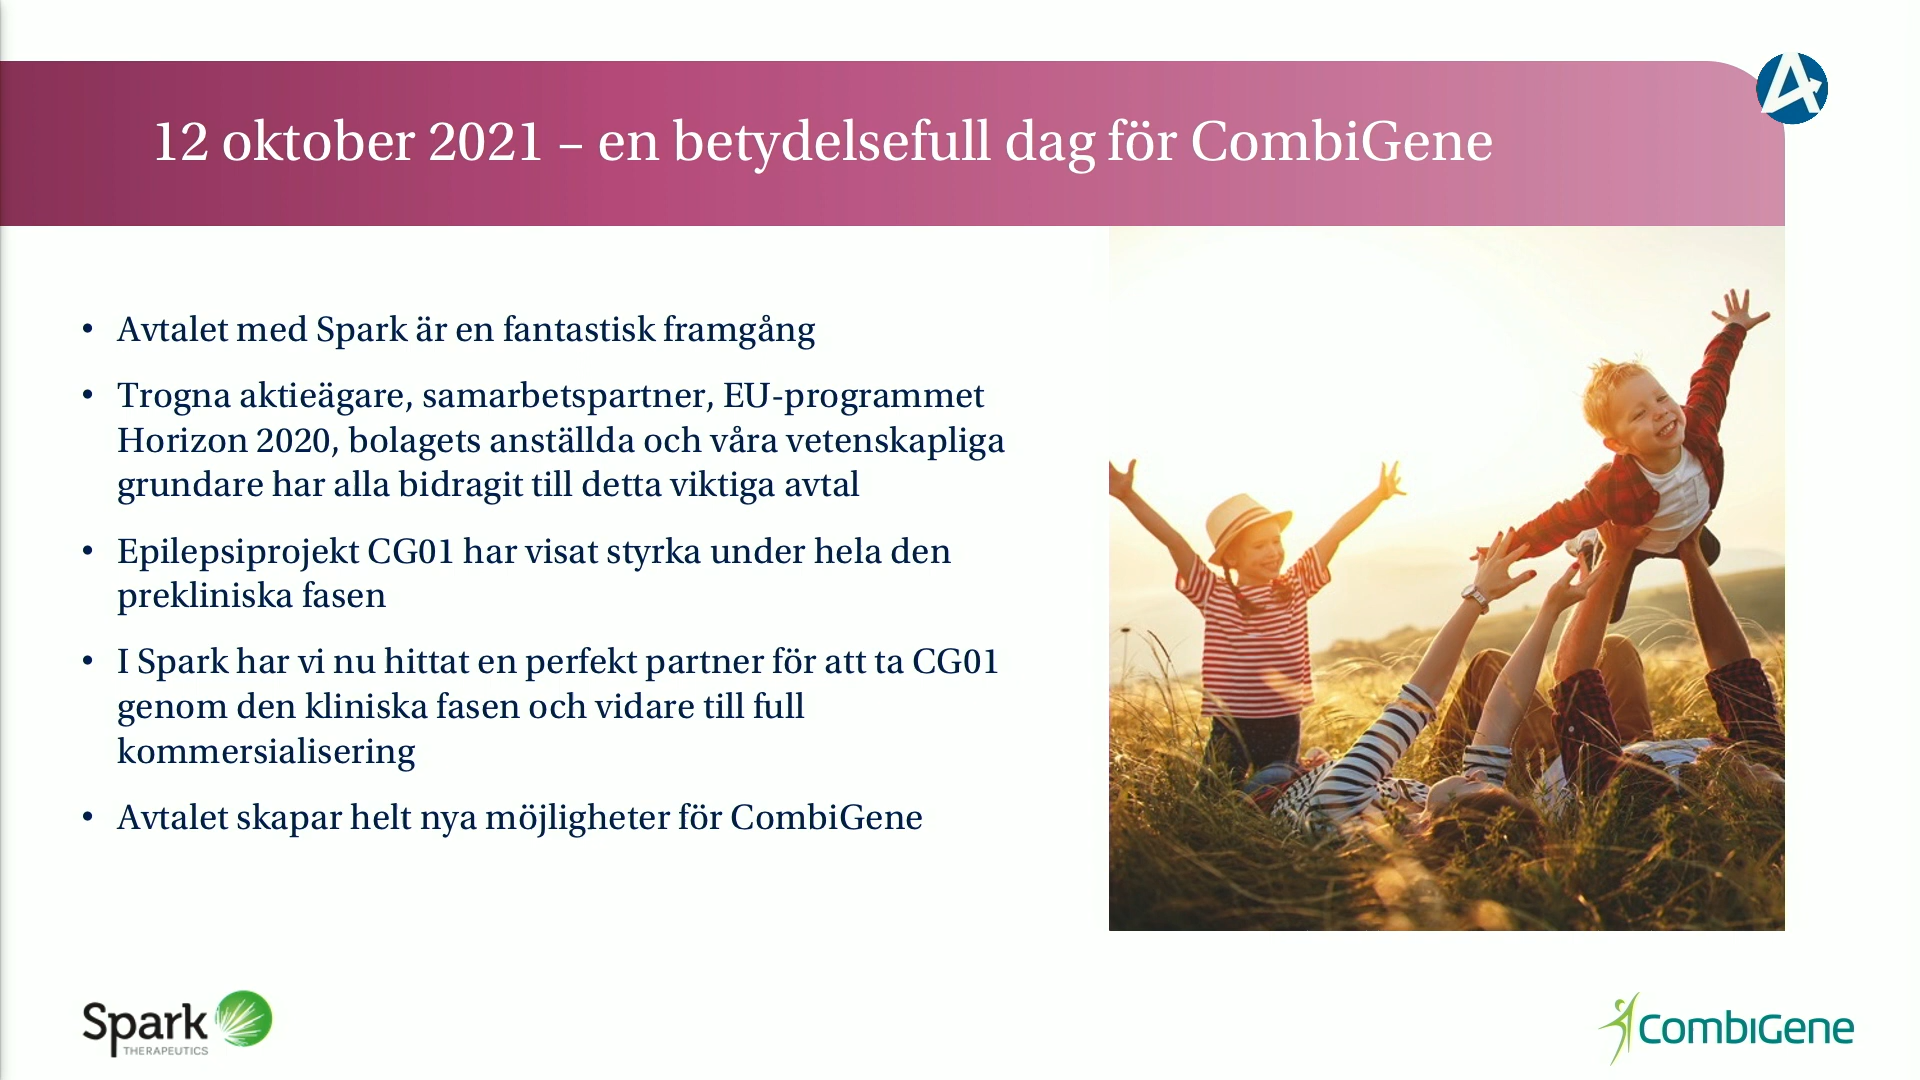 12 oktober 2021 – en betydelsefull dag för CombiGene
• Avtalet med Spark är en fantastisk framgång
• Trogna aktieägare, samarbetspartner, EU-programmet
Horizon 2020, bolagets anställda och våra vetenskapliga
grundare har alla bidragit till detta viktiga avtal
• Epilepsiprojekt CG01 har visat styrka under hela den
prekliniska fasen
• I Spark har vi nu hittat en perfekt partner för att ta CG01
genom den kliniska fasen och vidare till full
kommersialisering
• Avtalet skapar helt nya möjligheter för CombiGene
Spark
THERAPEUTICS
CombiGene